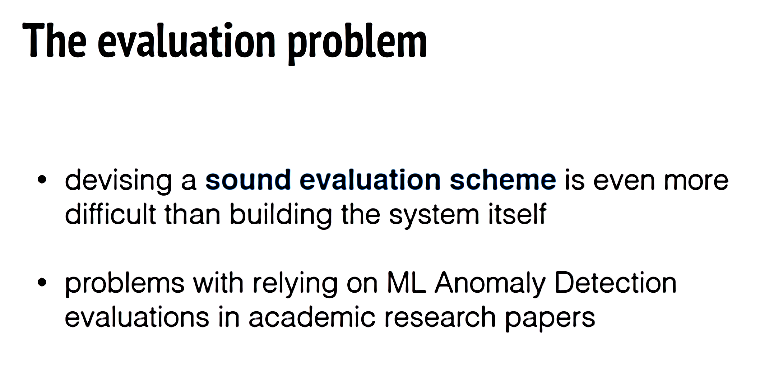 The evaluation problem
• devising a sound evaluation scheme is even more
difficult than building the system itself
• problems with relying on ML Anomaly Detection
evaluations in academic research papers